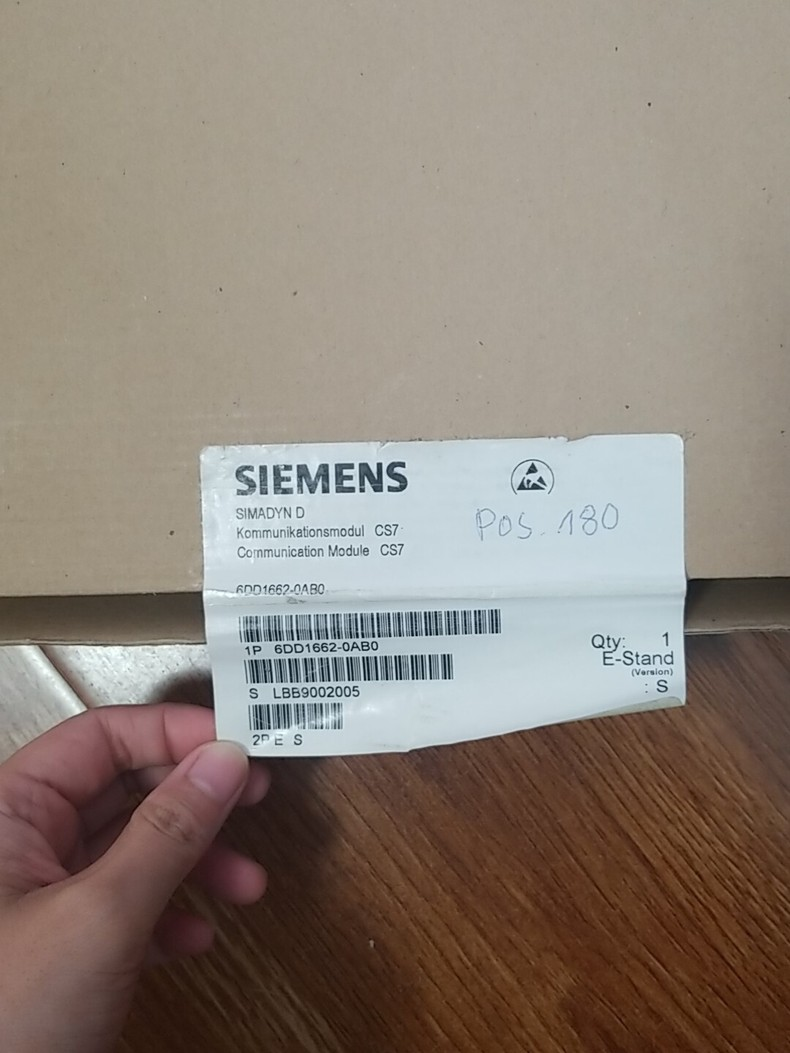 SIEMENS
SIMADYN D
Kommunikationsmodul CS7
Communication Module CS7
POS. 180
6DD1662-0AB0
1P 6DD1662-0AB0
S LBB9002005
2P E S
Qty: 1
E-Stand
(Version)
: S